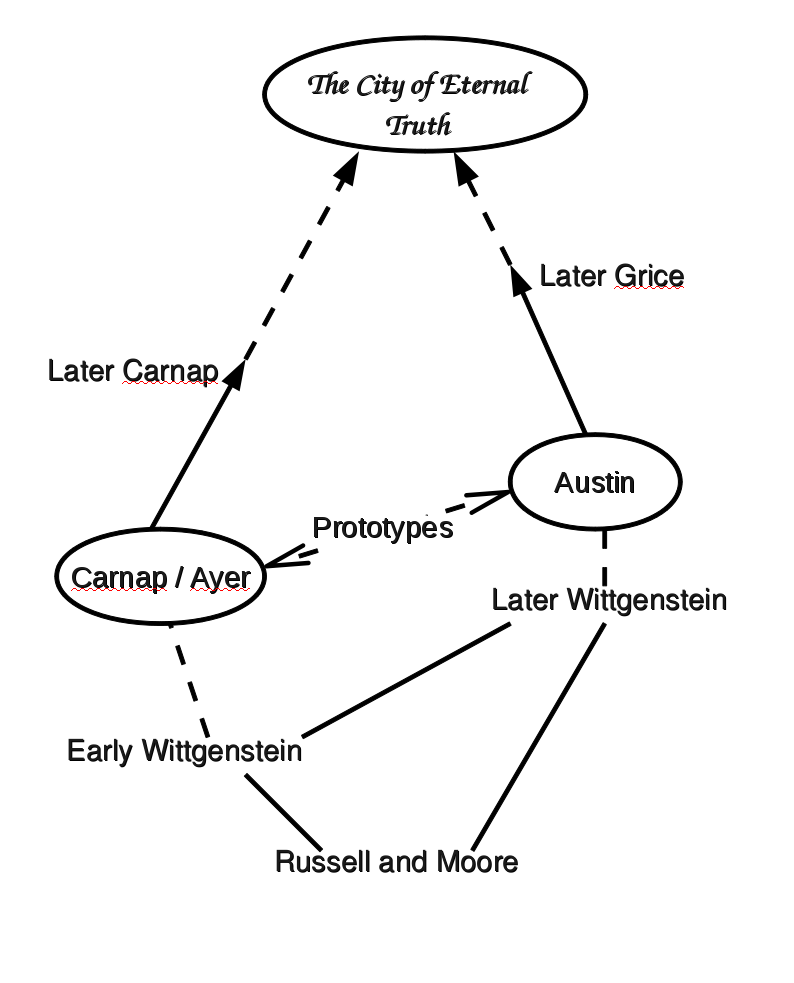 The City of Eternal
Truth
Later Grice
Later Carnap
Austin
Prototypes
Carnap / Ayer
Later Wittgenstein
Early Wittgenstein
Russell and Moore